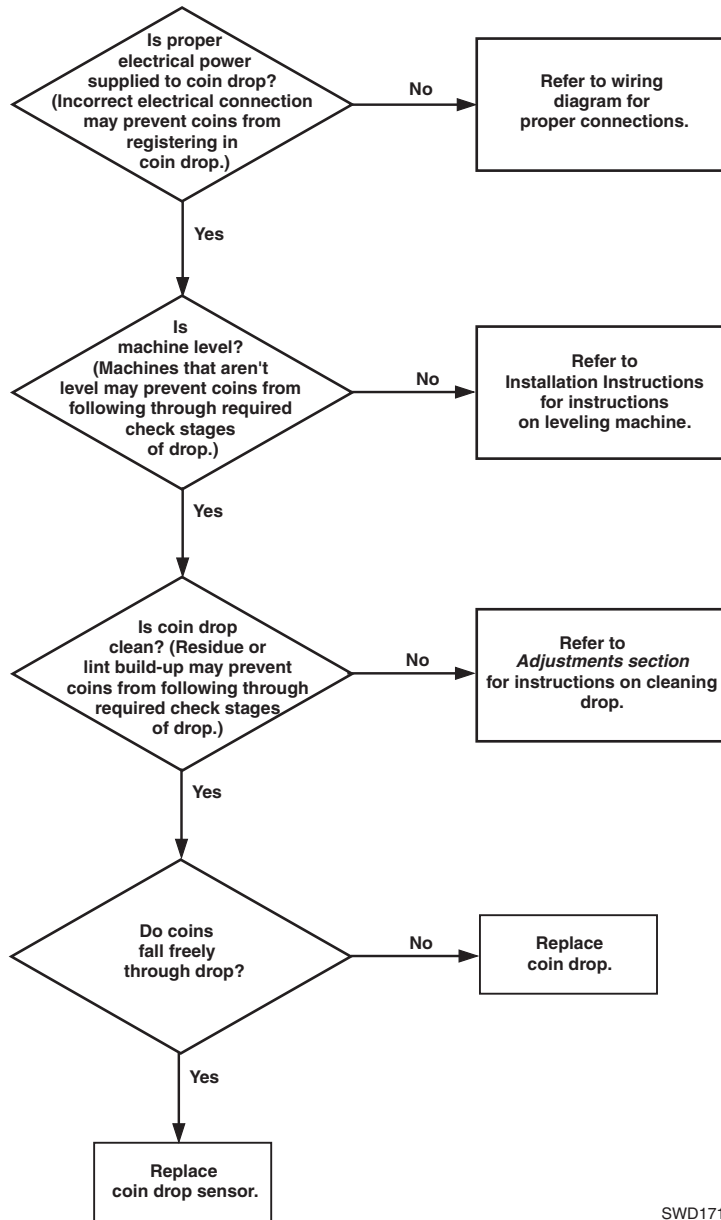 Is proper
electrical power
supplied to coin drop?
(Incorrect electrical connection
may prevent coins from
registering in
coin drop.)
No
Refer to wiring
diagram for
proper connections.
Yes
Is
machine level?
(Machines that aren't
level may prevent coins from
following through required
check stages
of drop.)
No
Refer to
Installation Instructions
for instructions
on leveling machine.
Yes
Is coin drop
clean? (Residue or
lint build-up may prevent
coins from following through
required check stages
of drop.)
No
Refer to
Adjustments section
for instructions on cleaning
drop.
Yes
Do coins
fall freely
through drop?
No
Replace
coin drop.
Yes
Replace
coin drop sensor.
SWD171